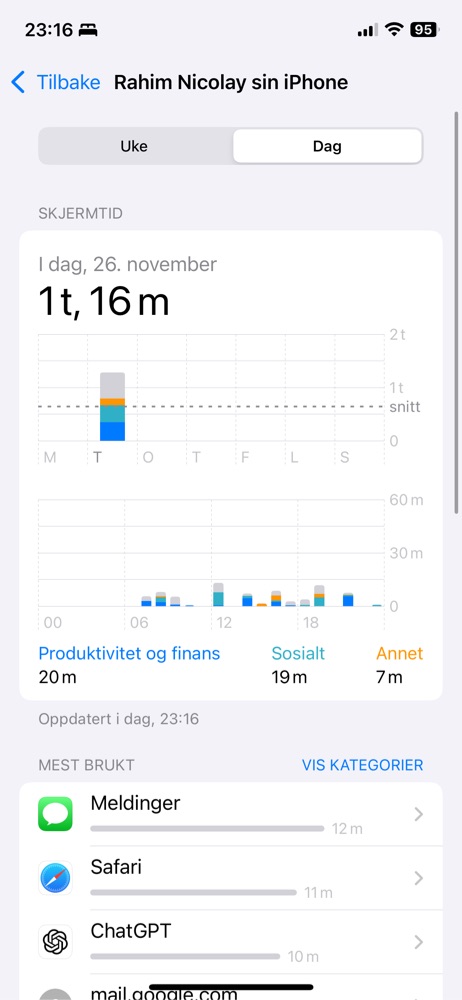 23:16 95
Tilbake Rahim Nicolay sin iPhone
Uke Dag
SKJERMTID
I dag, 26. november
1 t, 16 m
2 t
1 t
snitt
0
M T O T F L S
60 m
30 m
0
00 06 12 18
Produktivitet og finans Sosialt Annet
20 m 19 m 7 m
Oppdatert i dag, 23:16
MEST BRUKT VIS KATEGORIER
Meldinger
12 m
Safari
11 m
ChatGPT
10 m
mail.google.com